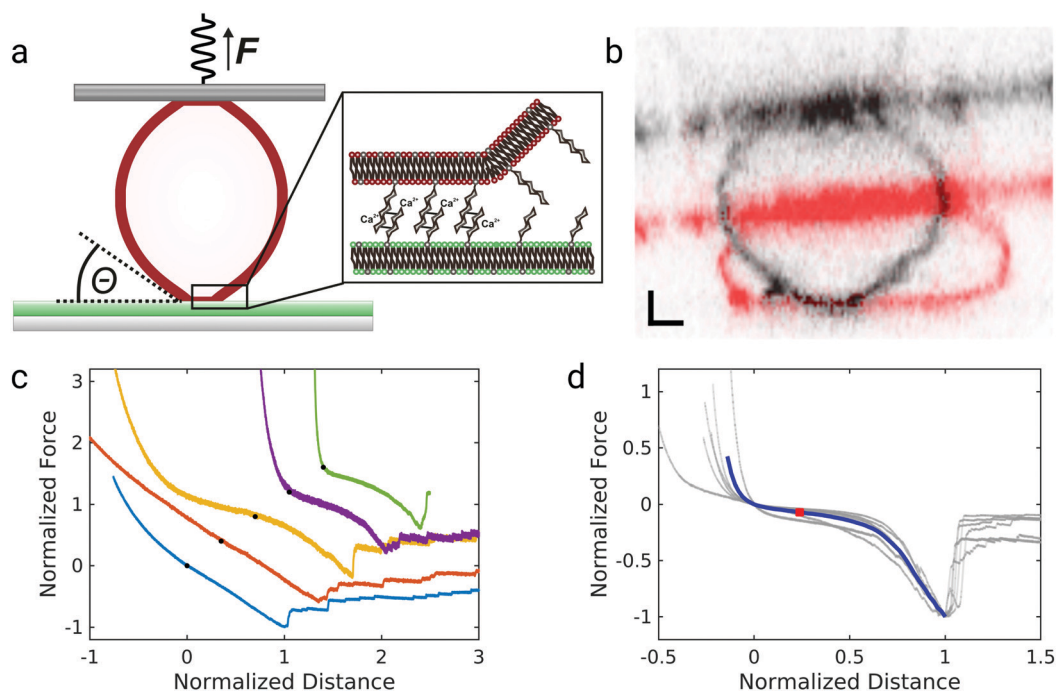 a
F
Θ
Ca²⁺ Ca²⁺ Ca²⁺
Ca²⁺
b
c
3
2
1
0
-1
Normalized Force
-1 0 1 2 3
Normalized Distance
d
1
0.5
0
-0.5
-1
Normalized Force
-0.5 0 0.5 1 1.5
Normalized Distance